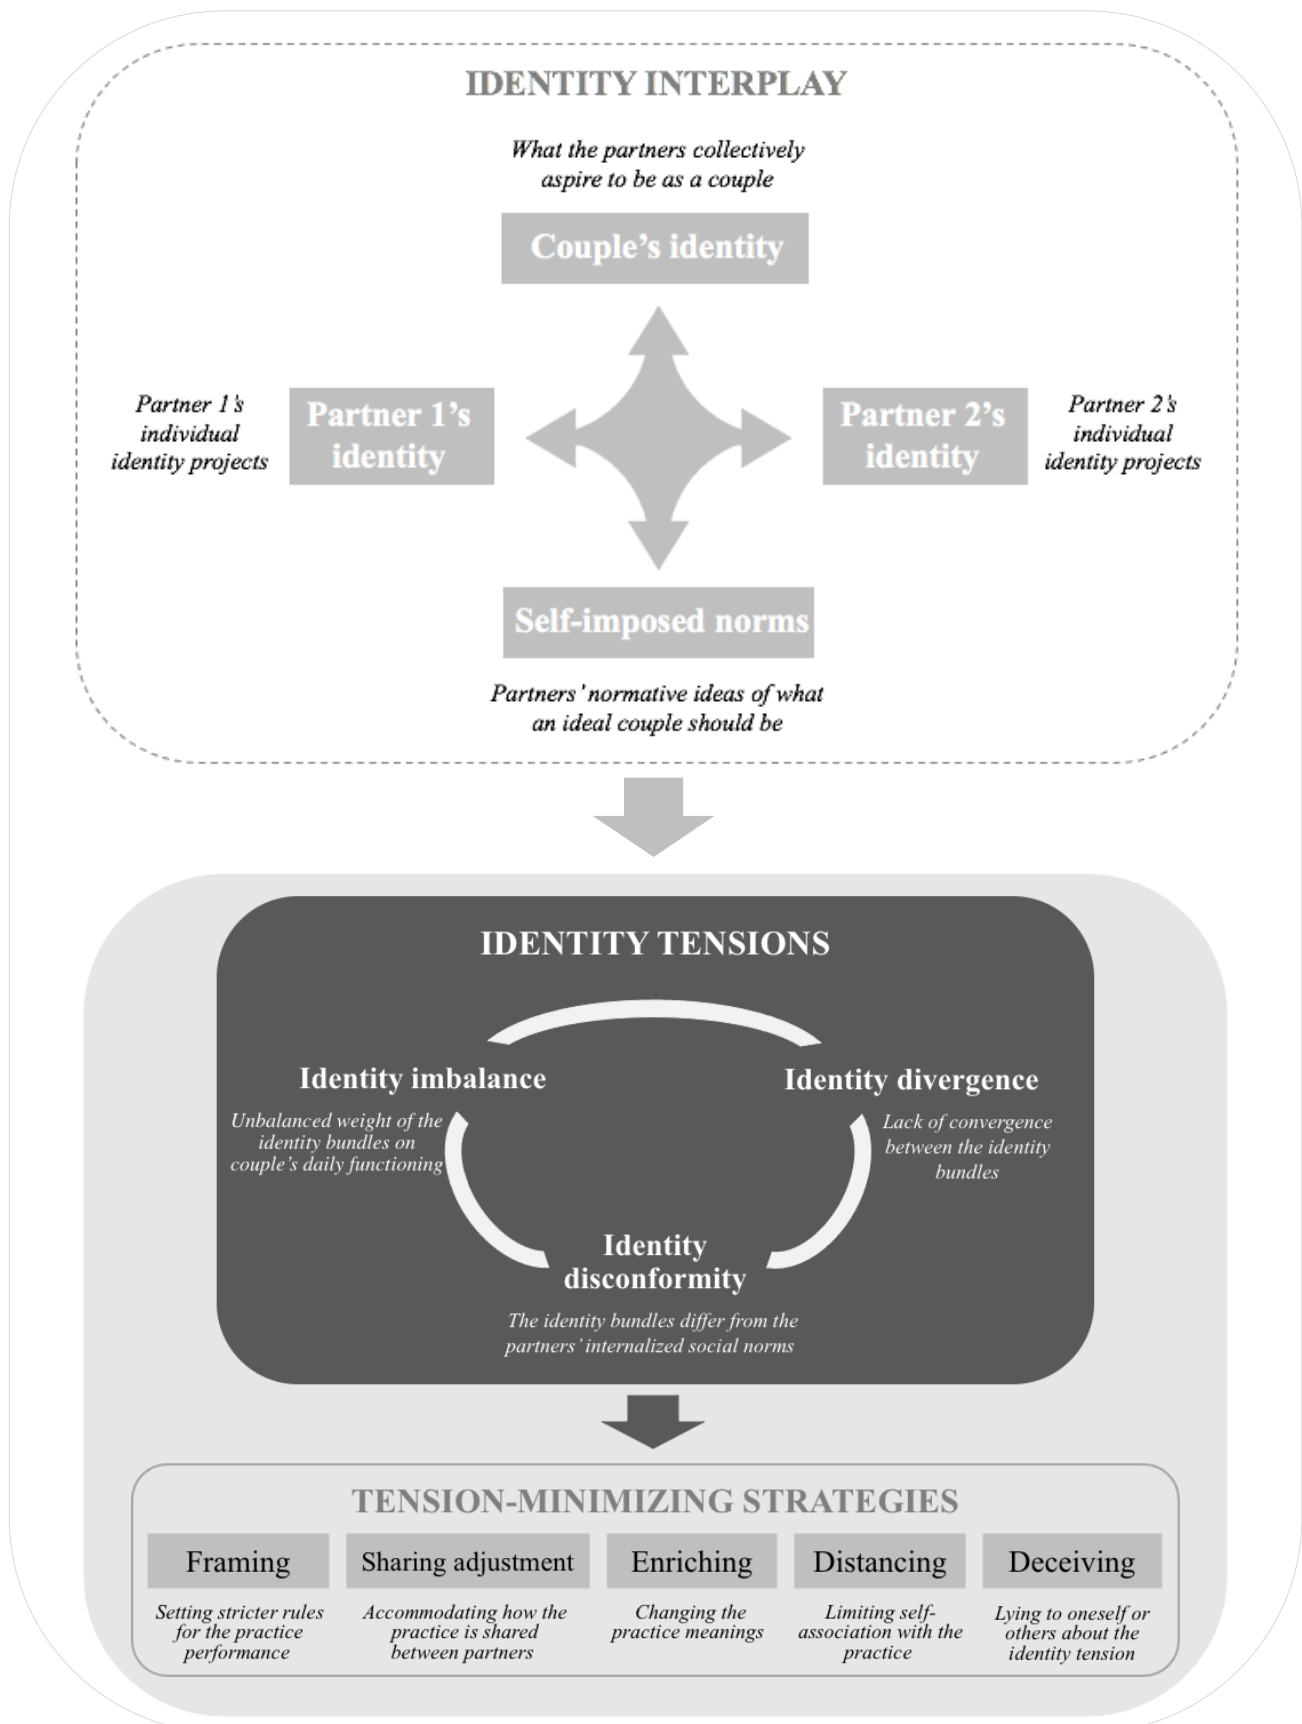 IDENTITY INTERPLAY
What the partners collectively
aspire to be as a couple
Couple's identity
Partner 1's
individual
identity projects
Partner 1's
identity
Partner 2's
identity
Partner 2's
individual
identity projects
Self-imposed norms
Partners' normative ideas of what
an ideal couple should be
IDENTITY TENSIONS
Identity imbalance
Unbalanced weight of the
identity bundles on
couple's daily functioning
Identity divergence
Lack of convergence
between the identity
bundles
Identity
disconformity
The identity bundles differ from the
partners' internalized social norms
TENSION-MINIMIZING STRATEGIES
Framing
Setting stricter rules
for the practice
performance
Sharing adjustment
Accommodating how the
practice is shared
between partners
Enriching
Changing the
practice meanings
Distancing
Limiting self-
association with the
practice
Deceiving
Lying to oneself or
others about the
identity tension